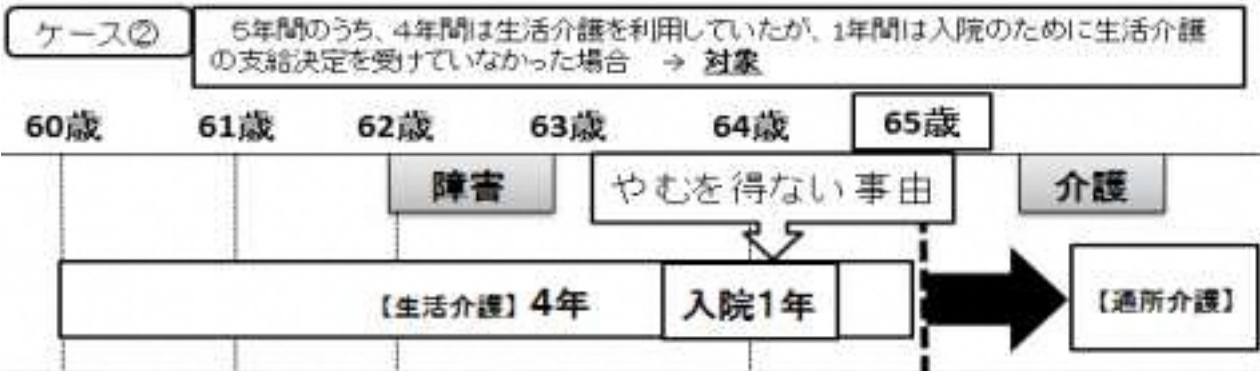 ケース②
5年間のうち、4年間は生活介護を利用していたが、1年間は入院のために生活介護
の支給決定を受けていなかった場合 → 対象
60歳 61歳 62歳 63歳 64歳 65歳
障害 やむを得ない事由 介護
【生活介護】4年 入院1年 【通所介護】